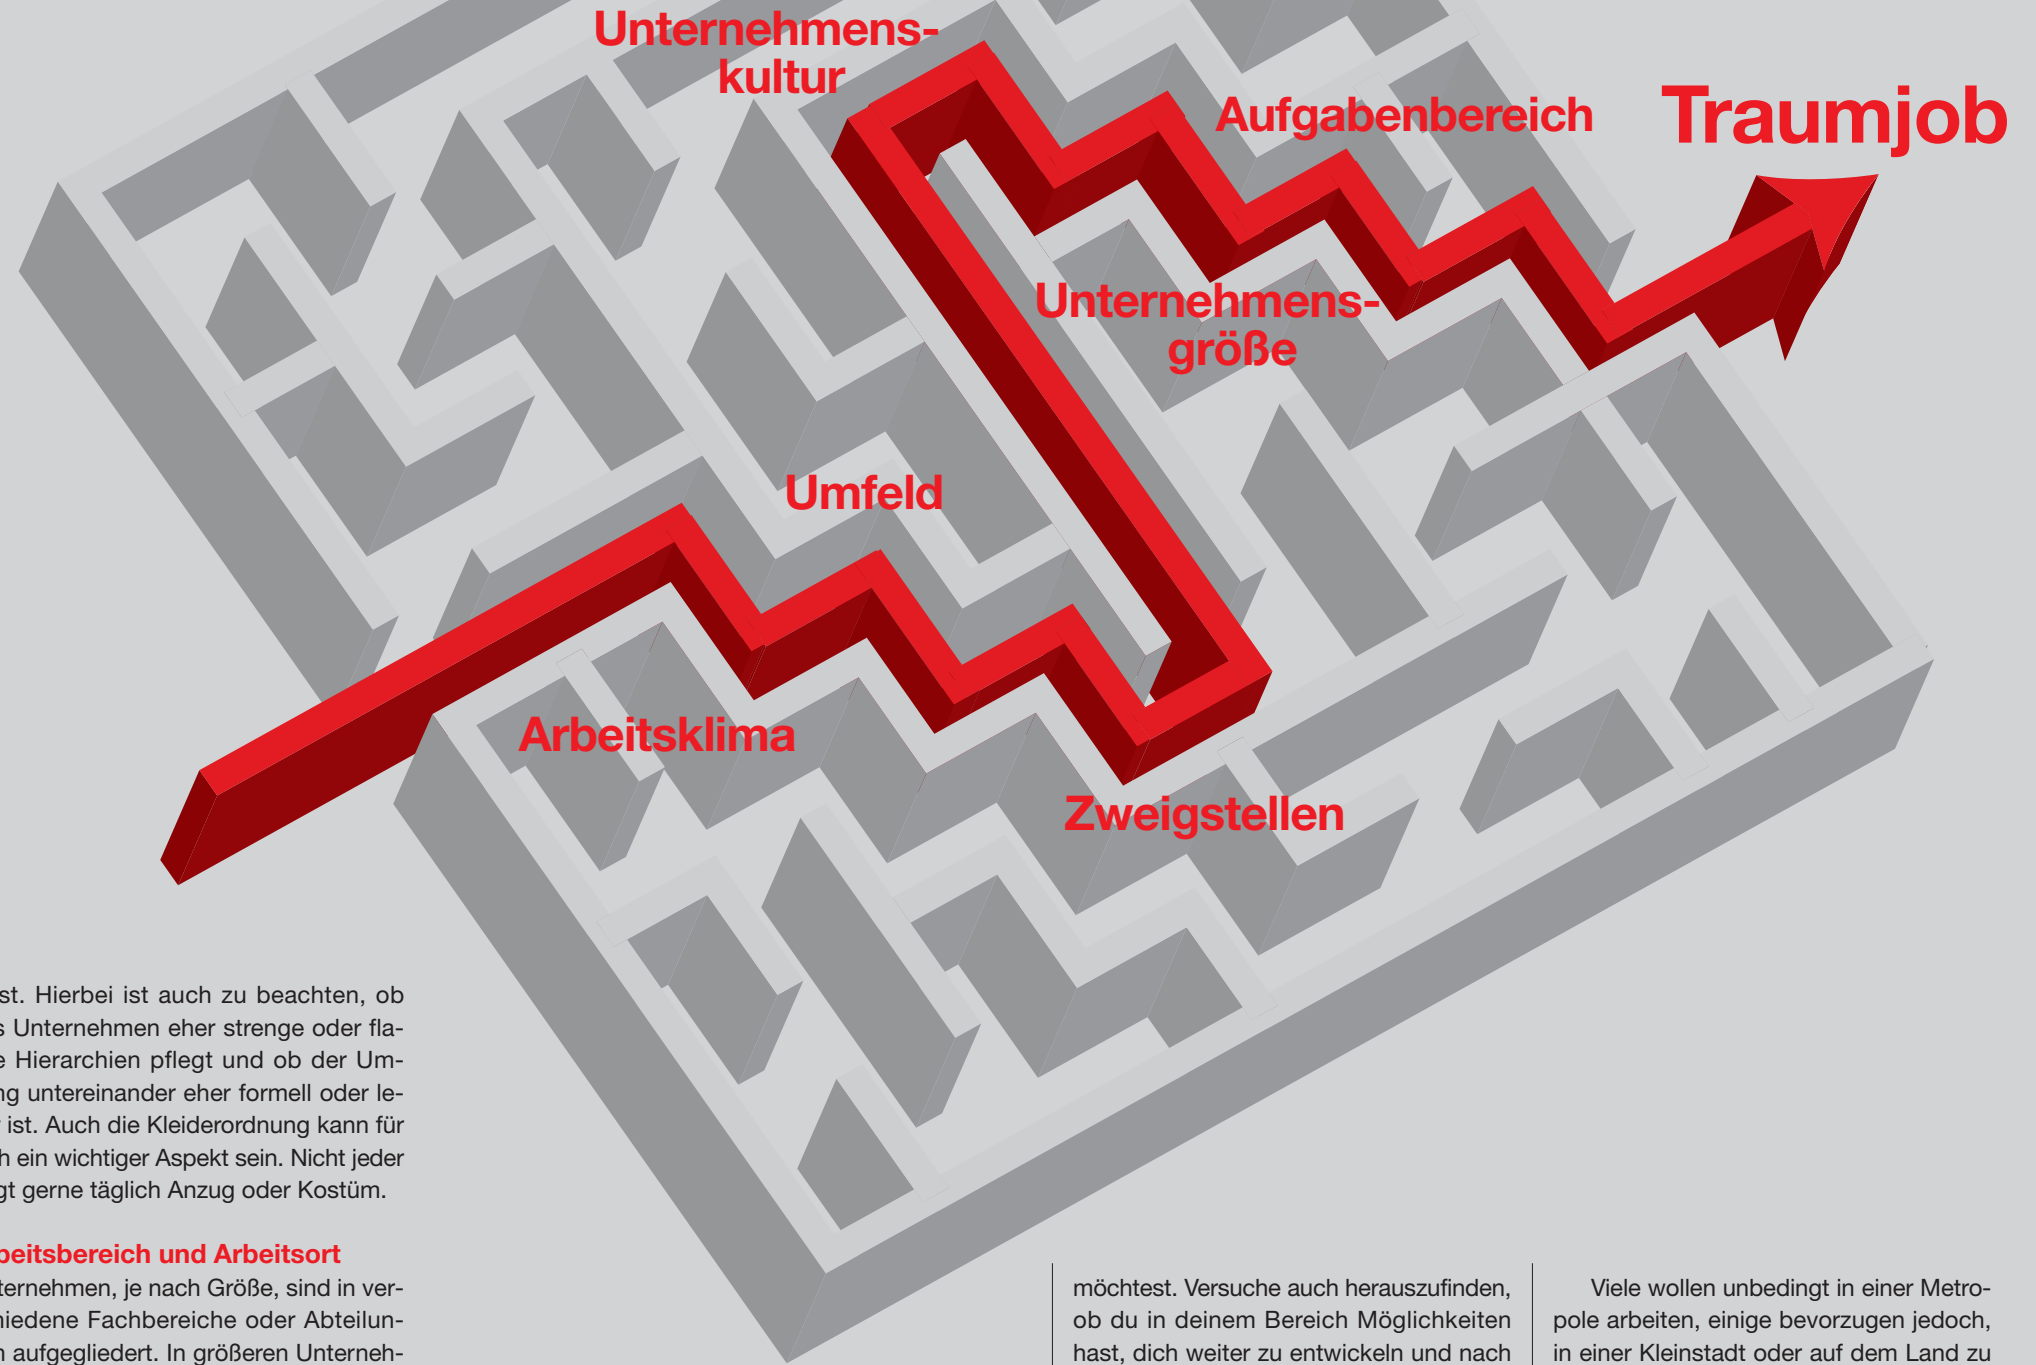 Unternehmens-
kultur
Aufgabenbereich
Traumjob
Unternehmens-
größe
Umfeld
Arbeitsklima
Zweigstellen
st. Hierbei ist auch zu beachten, ob
s Unternehmen eher strenge oder fla-
e Hierarchien pflegt und ob der Um-
ng untereinander eher formell oder le-
r ist. Auch die Kleiderordnung kann für
h ein wichtiger Aspekt sein. Nicht jeder
gt gerne täglich Anzug oder Kostüm.
beitsbereich und Arbeitsort
ternehmen, je nach Größe, sind in ver-
hiedene Fachbereiche oder Abteilun-
n aufgegliedert. In größeren Unterneh-
möchtest. Versuche auch herauszufinden,
ob du in deinem Bereich Möglichkeiten
hast, dich weiter zu entwickeln und nach
Viele wollen unbedingt in einer Metro-
pole arbeiten, einige bevorzugen jedoch,
in einer Kleinstadt oder auf dem Land zu